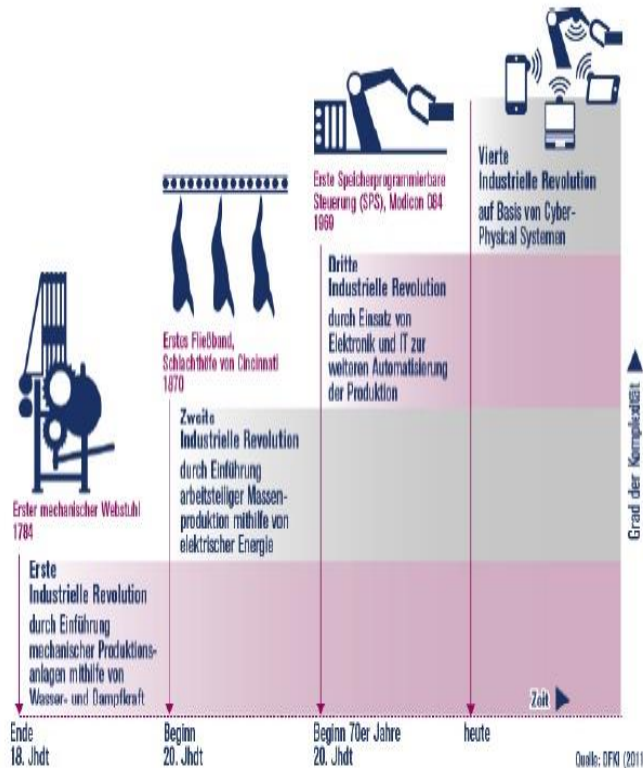 Erster mechanischer Webstuhl
1784
Erste
Industrielle Revolution
durch Einführung
mechanischer Produktions-
anlagen mithilfe von
Wasser- und Dampfkraft
Erstes Fließband,
Schlachthöfe von Cincinnati
1870
Zweite
Industrielle Revolution
durch Einführung
arbeitsteiliger Massen-
produktion mithilfe von
elektrischer Energie
Erste Speicherprogrammierbare
Steuerung (SPS), Modicon 084
1969
Dritte
Industrielle Revolution
durch Einsatz von
Elektronik und IT zur
weiteren Automatisierung
der Produktion
Vierte
Industrielle Revolution
auf Basis von Cyber-
Physical Systemen
Grad der Komplexität
Zeit
Ende
18. Jhdt
Beginn
20. Jhdt
Beginn 70er Jahre
20. Jhdt
heute
Quelle: DFKI (2011